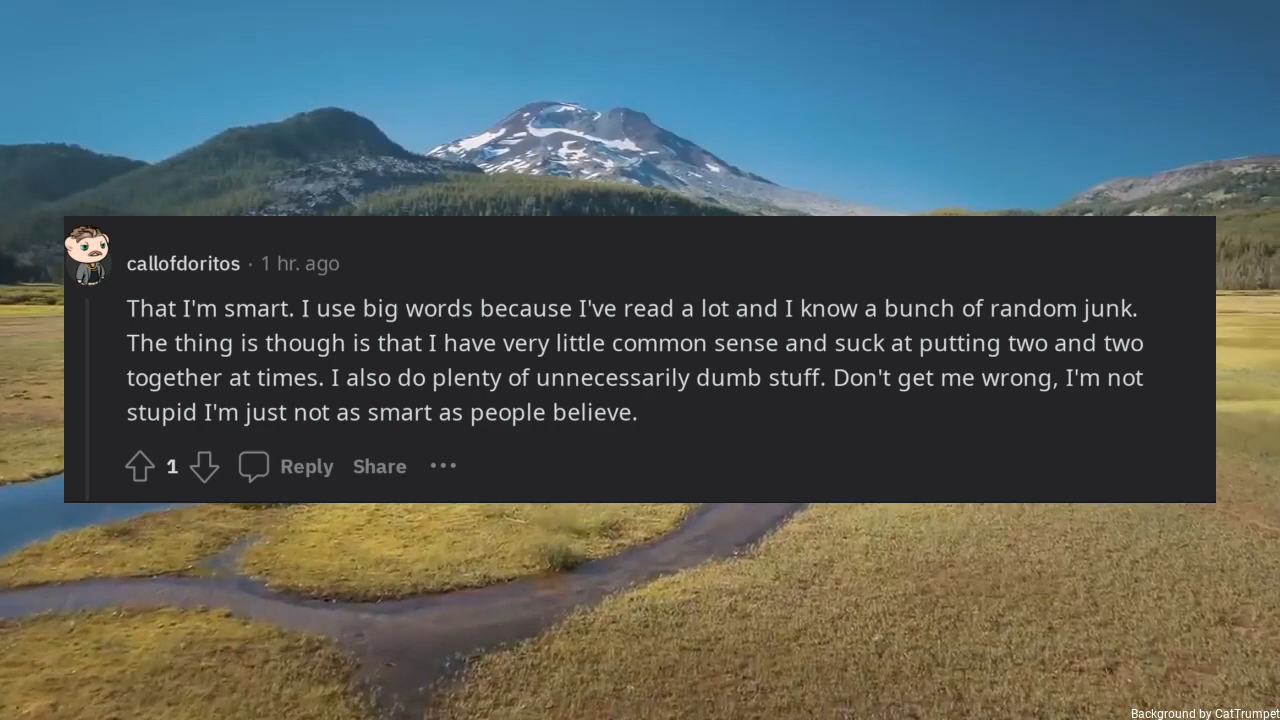 callofdoritos · 1 hr. ago
That I'm smart. I use big words because I've read a lot and I know a bunch of random junk.
The thing is though is that I have very little common sense and suck at putting two and two
together at times. I also do plenty of unnecessarily dumb stuff. Don't get me wrong, I'm not
stupid I'm just not as smart as people believe.
1 Reply Share •••
Background by CatTrumpet